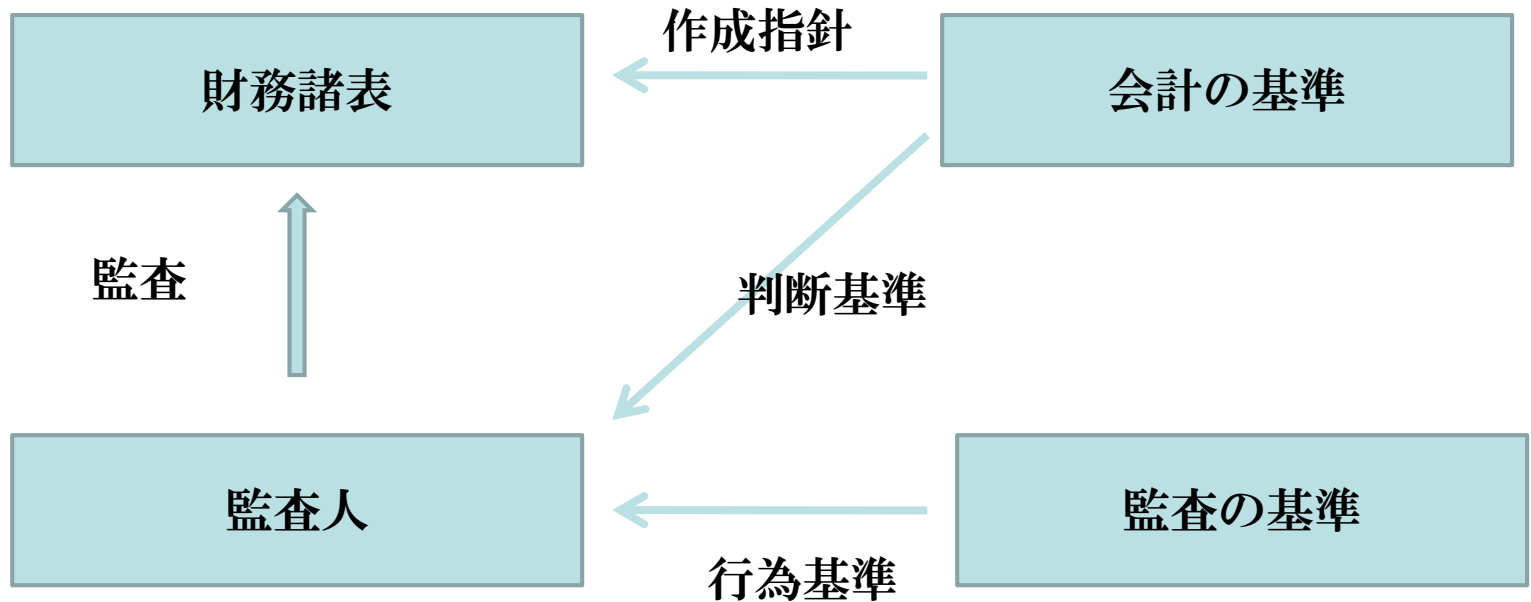 作成指針
財務諸表
会計の基準
監査
判断基準
監査人
監査の基準
行為基準